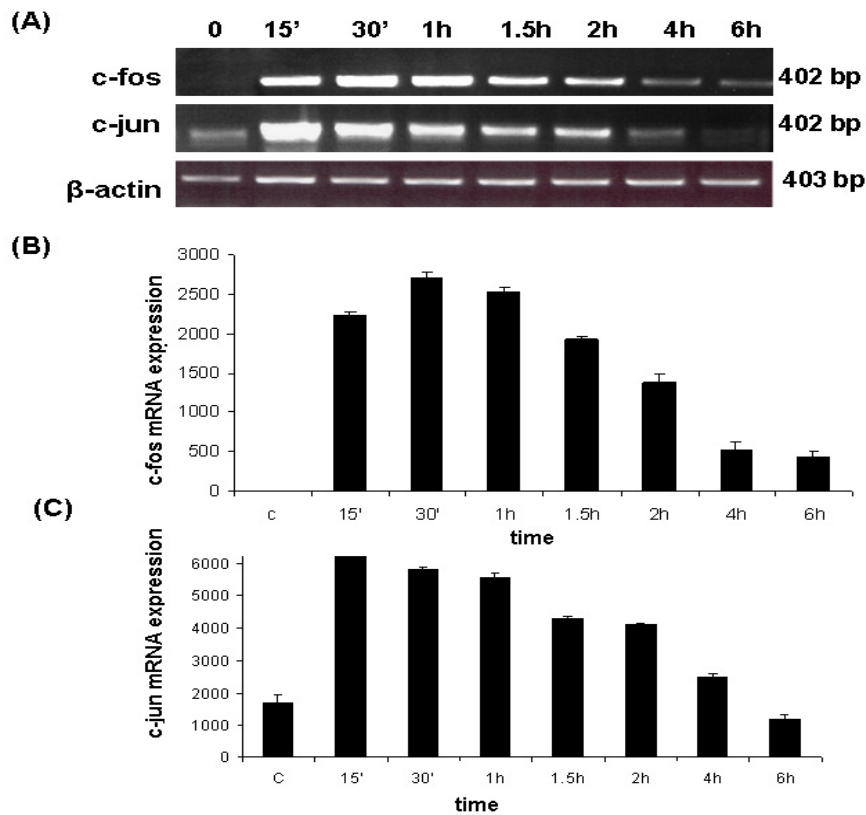 (A)
0 15' 30' 1h 1.5h 2h 4h 6h
c-fos 402 bp
c-jun 402 bp
β-actin 403 bp
(B)
c-fos mRNA expression
3000
2500
2000
1500
1000
500
0
c 15' 30' 1h 1.5h 2h 4h 6h
time
(C)
c-jun mRNA expression
6000
5000
4000
3000
2000
1000
0
C 15' 30' 1h 1.5h 2h 4h 6h
time